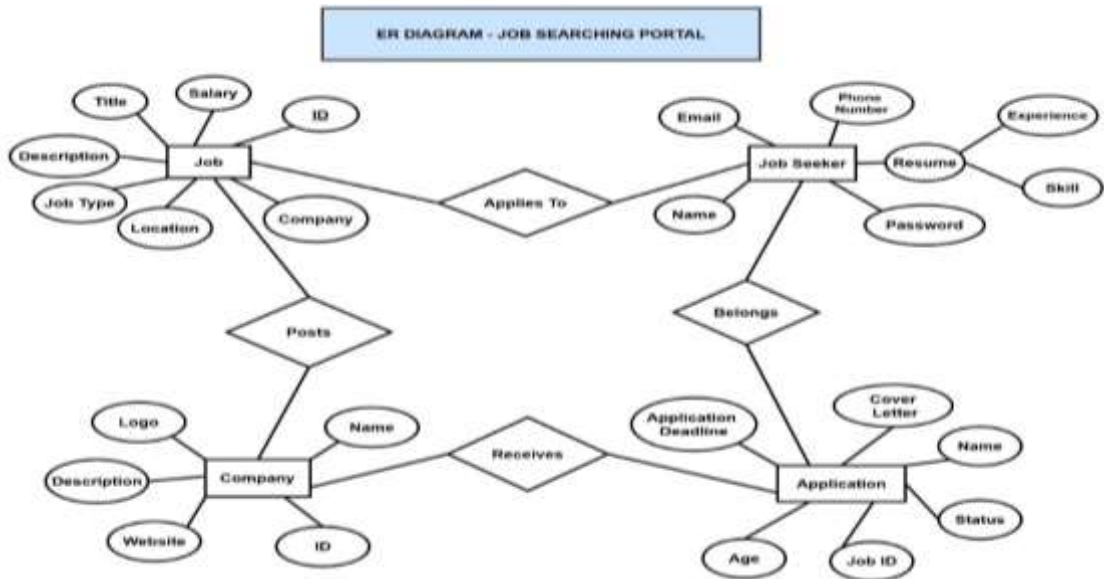 ER DIAGRAM - JOB SEARCHING PORTAL
Title
Salary
ID
Description
Job
Job Type
Location
Company
Applies To
Email
Phone
Number
Experience
Job Seeker
Resume
Skill
Name
Password
Posts
Belongs
Logo
Name
Description
Company
Website
ID
Receives
Application
Deadline
Cover
Letter
Name
Application
Status
Age
Job ID